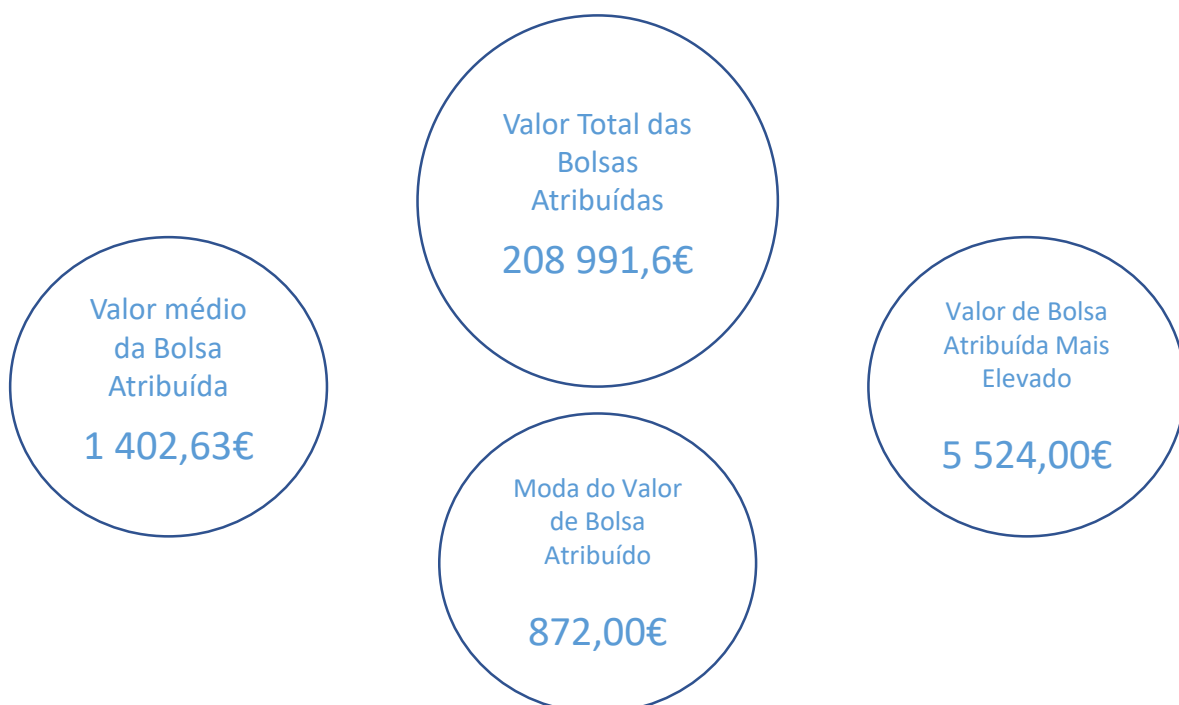 Valor Total das
Bolsas
Atribuídas
208 991,6€
Valor médio
da Bolsa
Atribuída
1 402,63€
Valor de Bolsa
Atribuída Mais
Elevado
5 524,00€
Moda do Valor
de Bolsa
Atribuído
872,00€